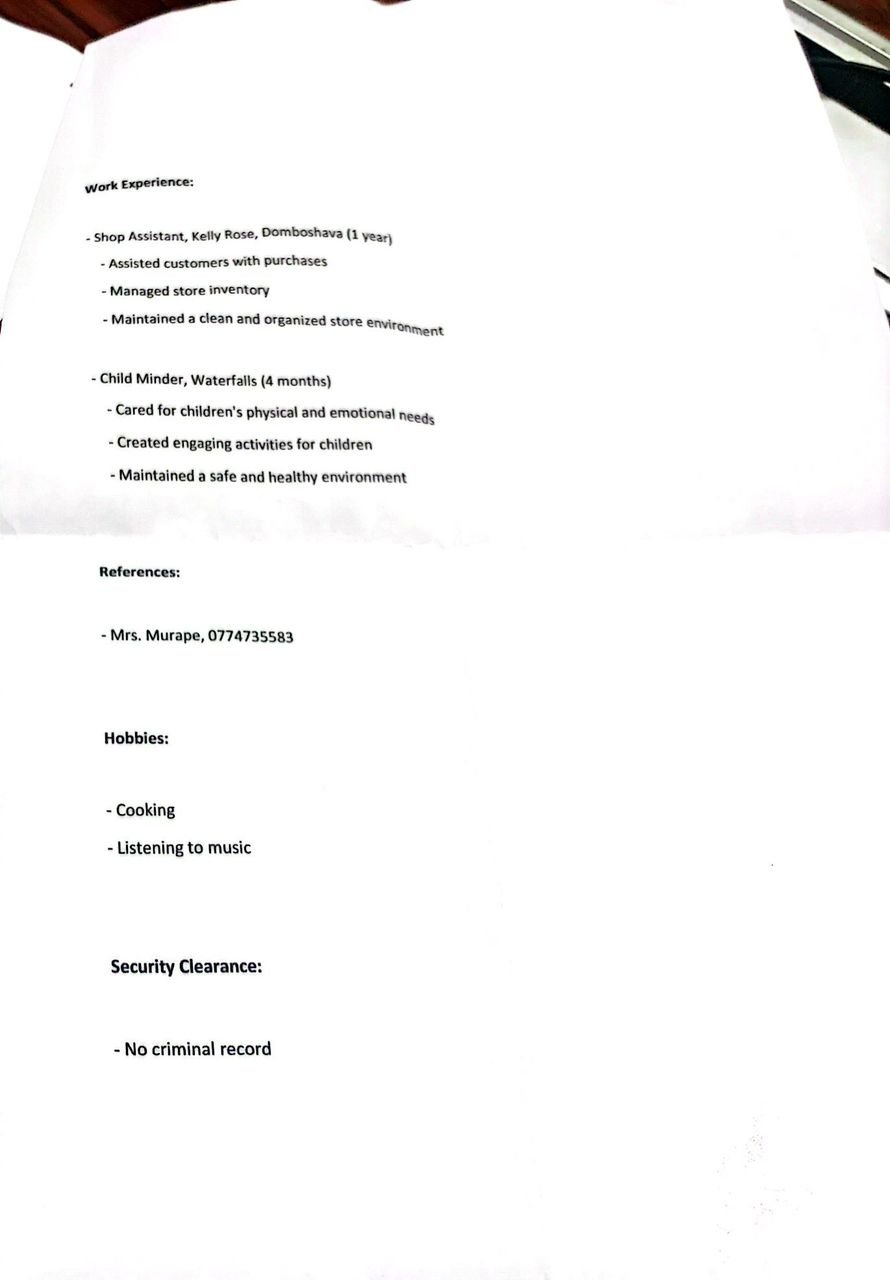 Work Experience:
- Shop Assistant, Kelly Rose, Domboshava (1 year)
- Assisted customers with purchases
- Managed store inventory
- Maintained a clean and organized store environment
- Child Minder, Waterfalls (4 months)
- Cared for children's physical and emotional needs
- Created engaging activities for children
- Maintained a safe and healthy environment
References:
- Mrs. Murape, 0774735583
Hobbies:
- Cooking
- Listening to music
Security Clearance:
- No criminal record